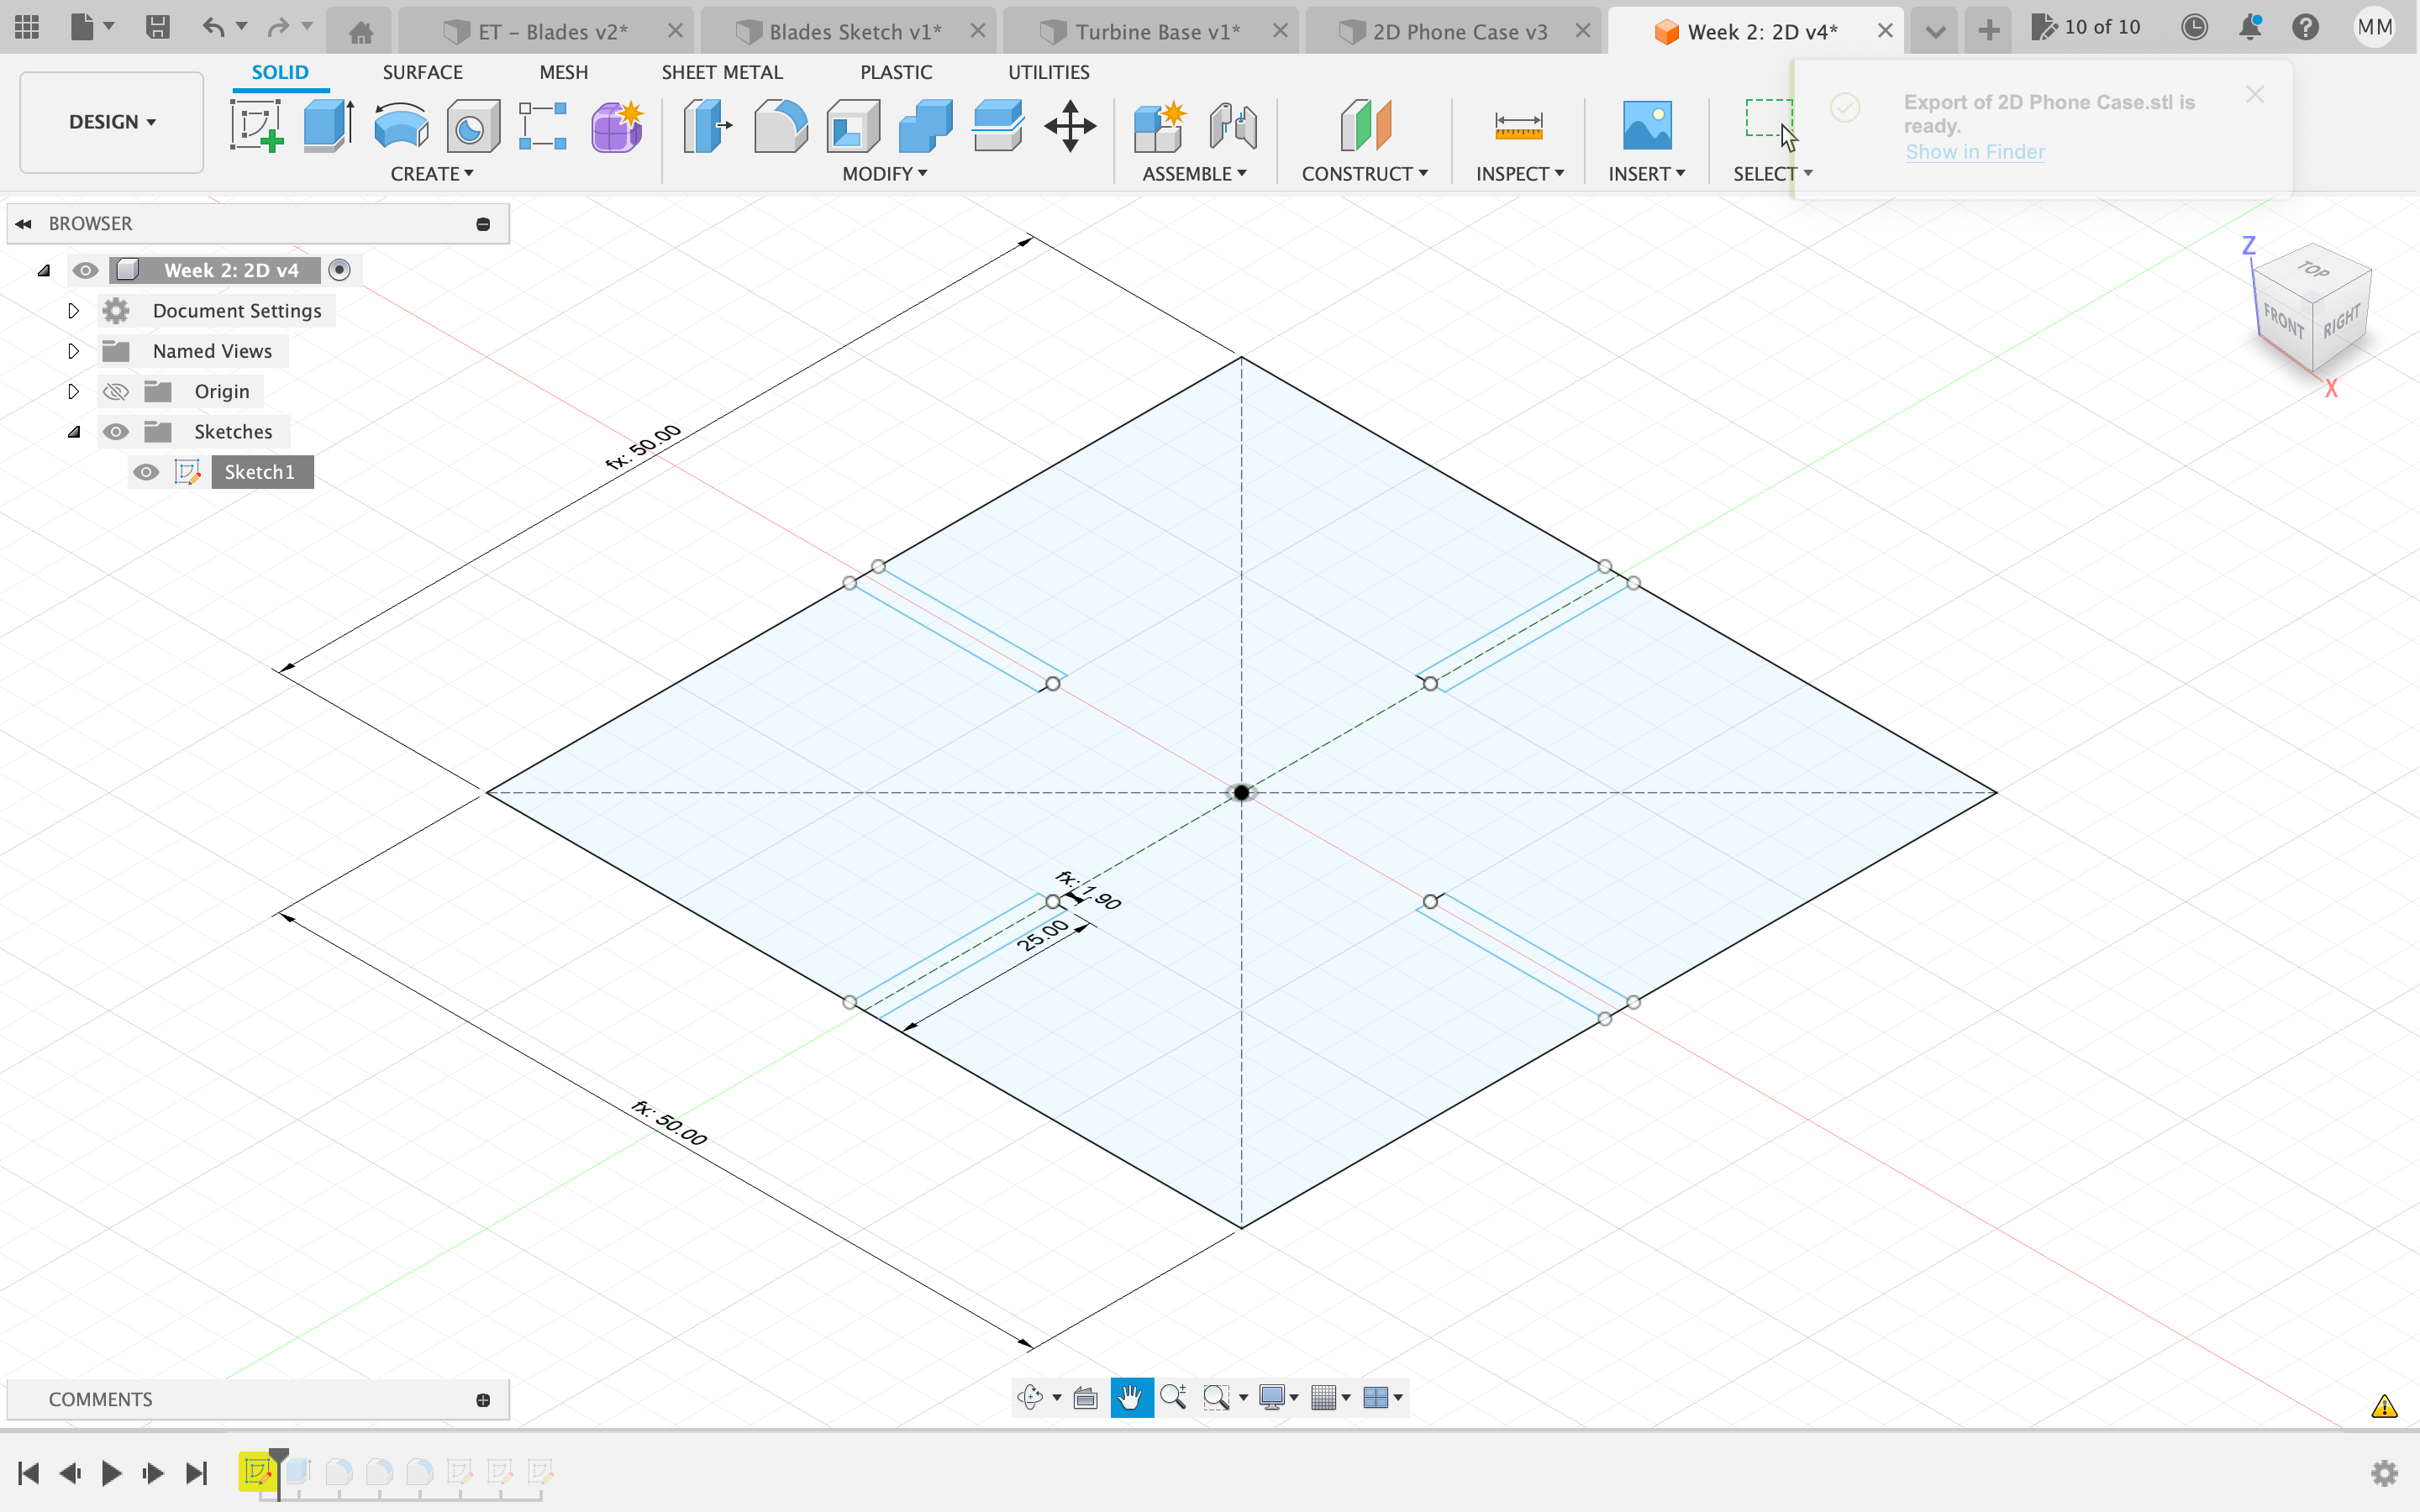 ET – Blades v2*
Blades Sketch v1*
Turbine Base v1*
2D Phone Case v3
Week 2: 2D v4*
10 of 10
MM
DESIGN
SOLID
SURFACE
MESH
SHEET METAL
PLASTIC
UTILITIES
CREATE
MODIFY
ASSEMBLE
CONSTRUCT
INSPECT
INSERT
SELECT
Export of 2D Phone Case.stl is
ready.
Show in Finder
BROWSER
Week 2: 2D v4
Document Settings
Named Views
Origin
Sketches
Sketch1
Z
TOP
FRONT
RIGHT
X
fx: 50.00
fx: 1.90
25.00
fx: 50.00
COMMENTS